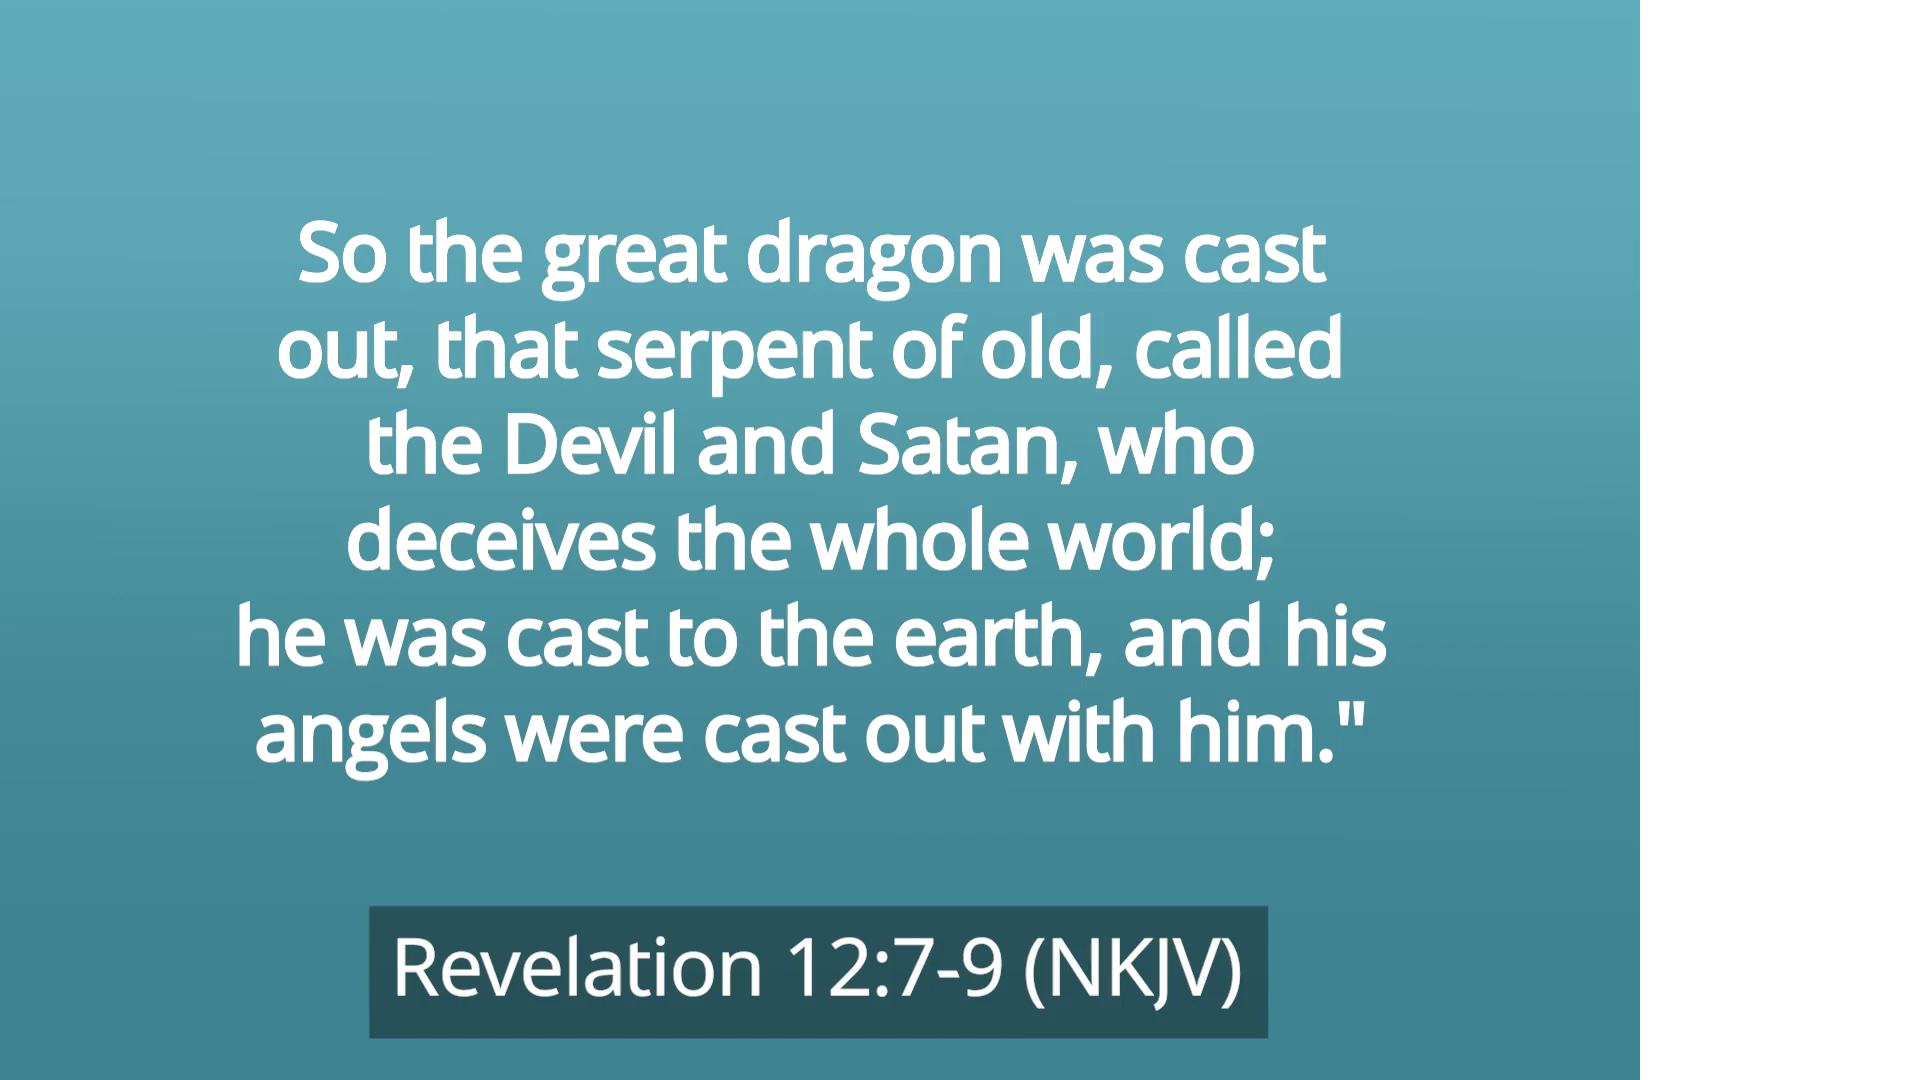 So the great dragon was cast
out, that serpent of old, called
the Devil and Satan, who
deceives the whole world;
he was cast to the earth, and his
angels were cast out with him."
Revelation 12:7-9 (NKJV)